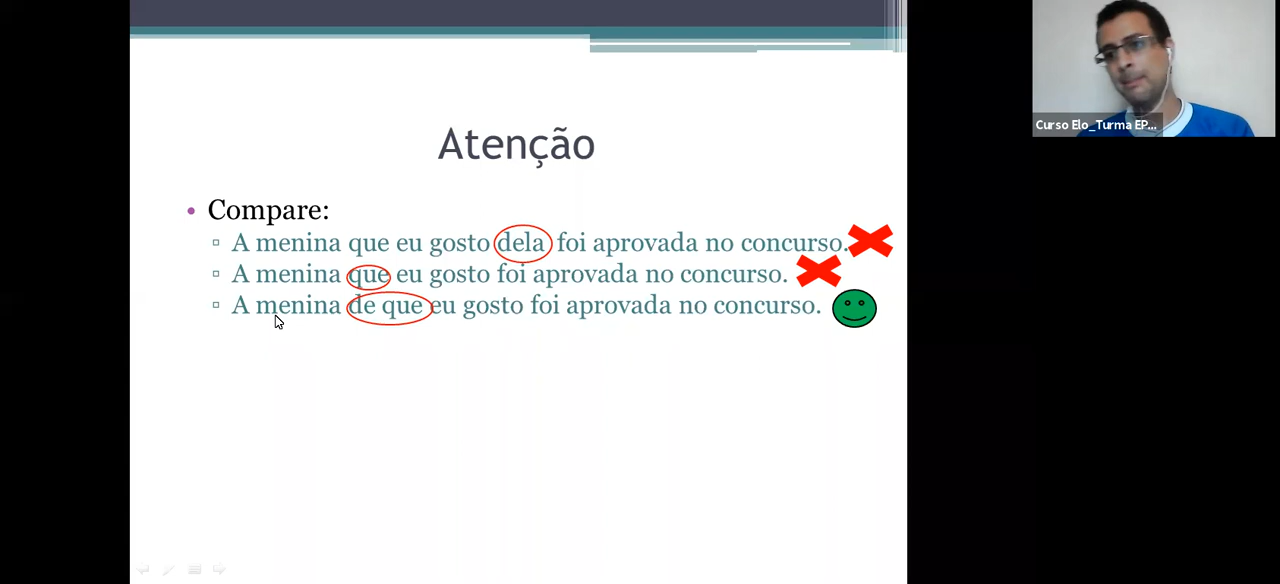 Atenção
• Compare:
▫ A menina que eu gosto dela foi aprovada no concurso.
▫ A menina que eu gosto foi aprovada no concurso.
▫ A menina de que eu gosto foi aprovada no concurso.
Curso Elo_Turma EP...